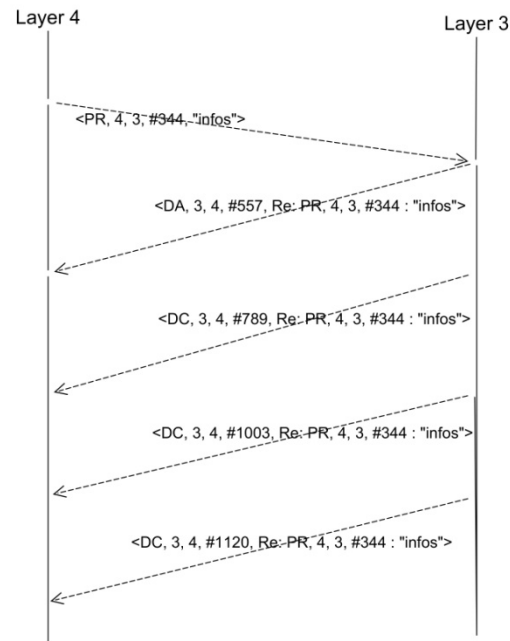 Layer 4
Layer 3
<PR, 4, 3, #344, "infos">
<DA, 3, 4, #557, Re: PR, 4, 3, #344 : "infos">
<DC, 3, 4, #789, Re: PR, 4, 3, #344 : "infos">
<DC, 3, 4, #1003, Re: PR, 4, 3, #344 : "infos">
<DC, 3, 4, #1120, Re: PR, 4, 3, #344 : "infos">